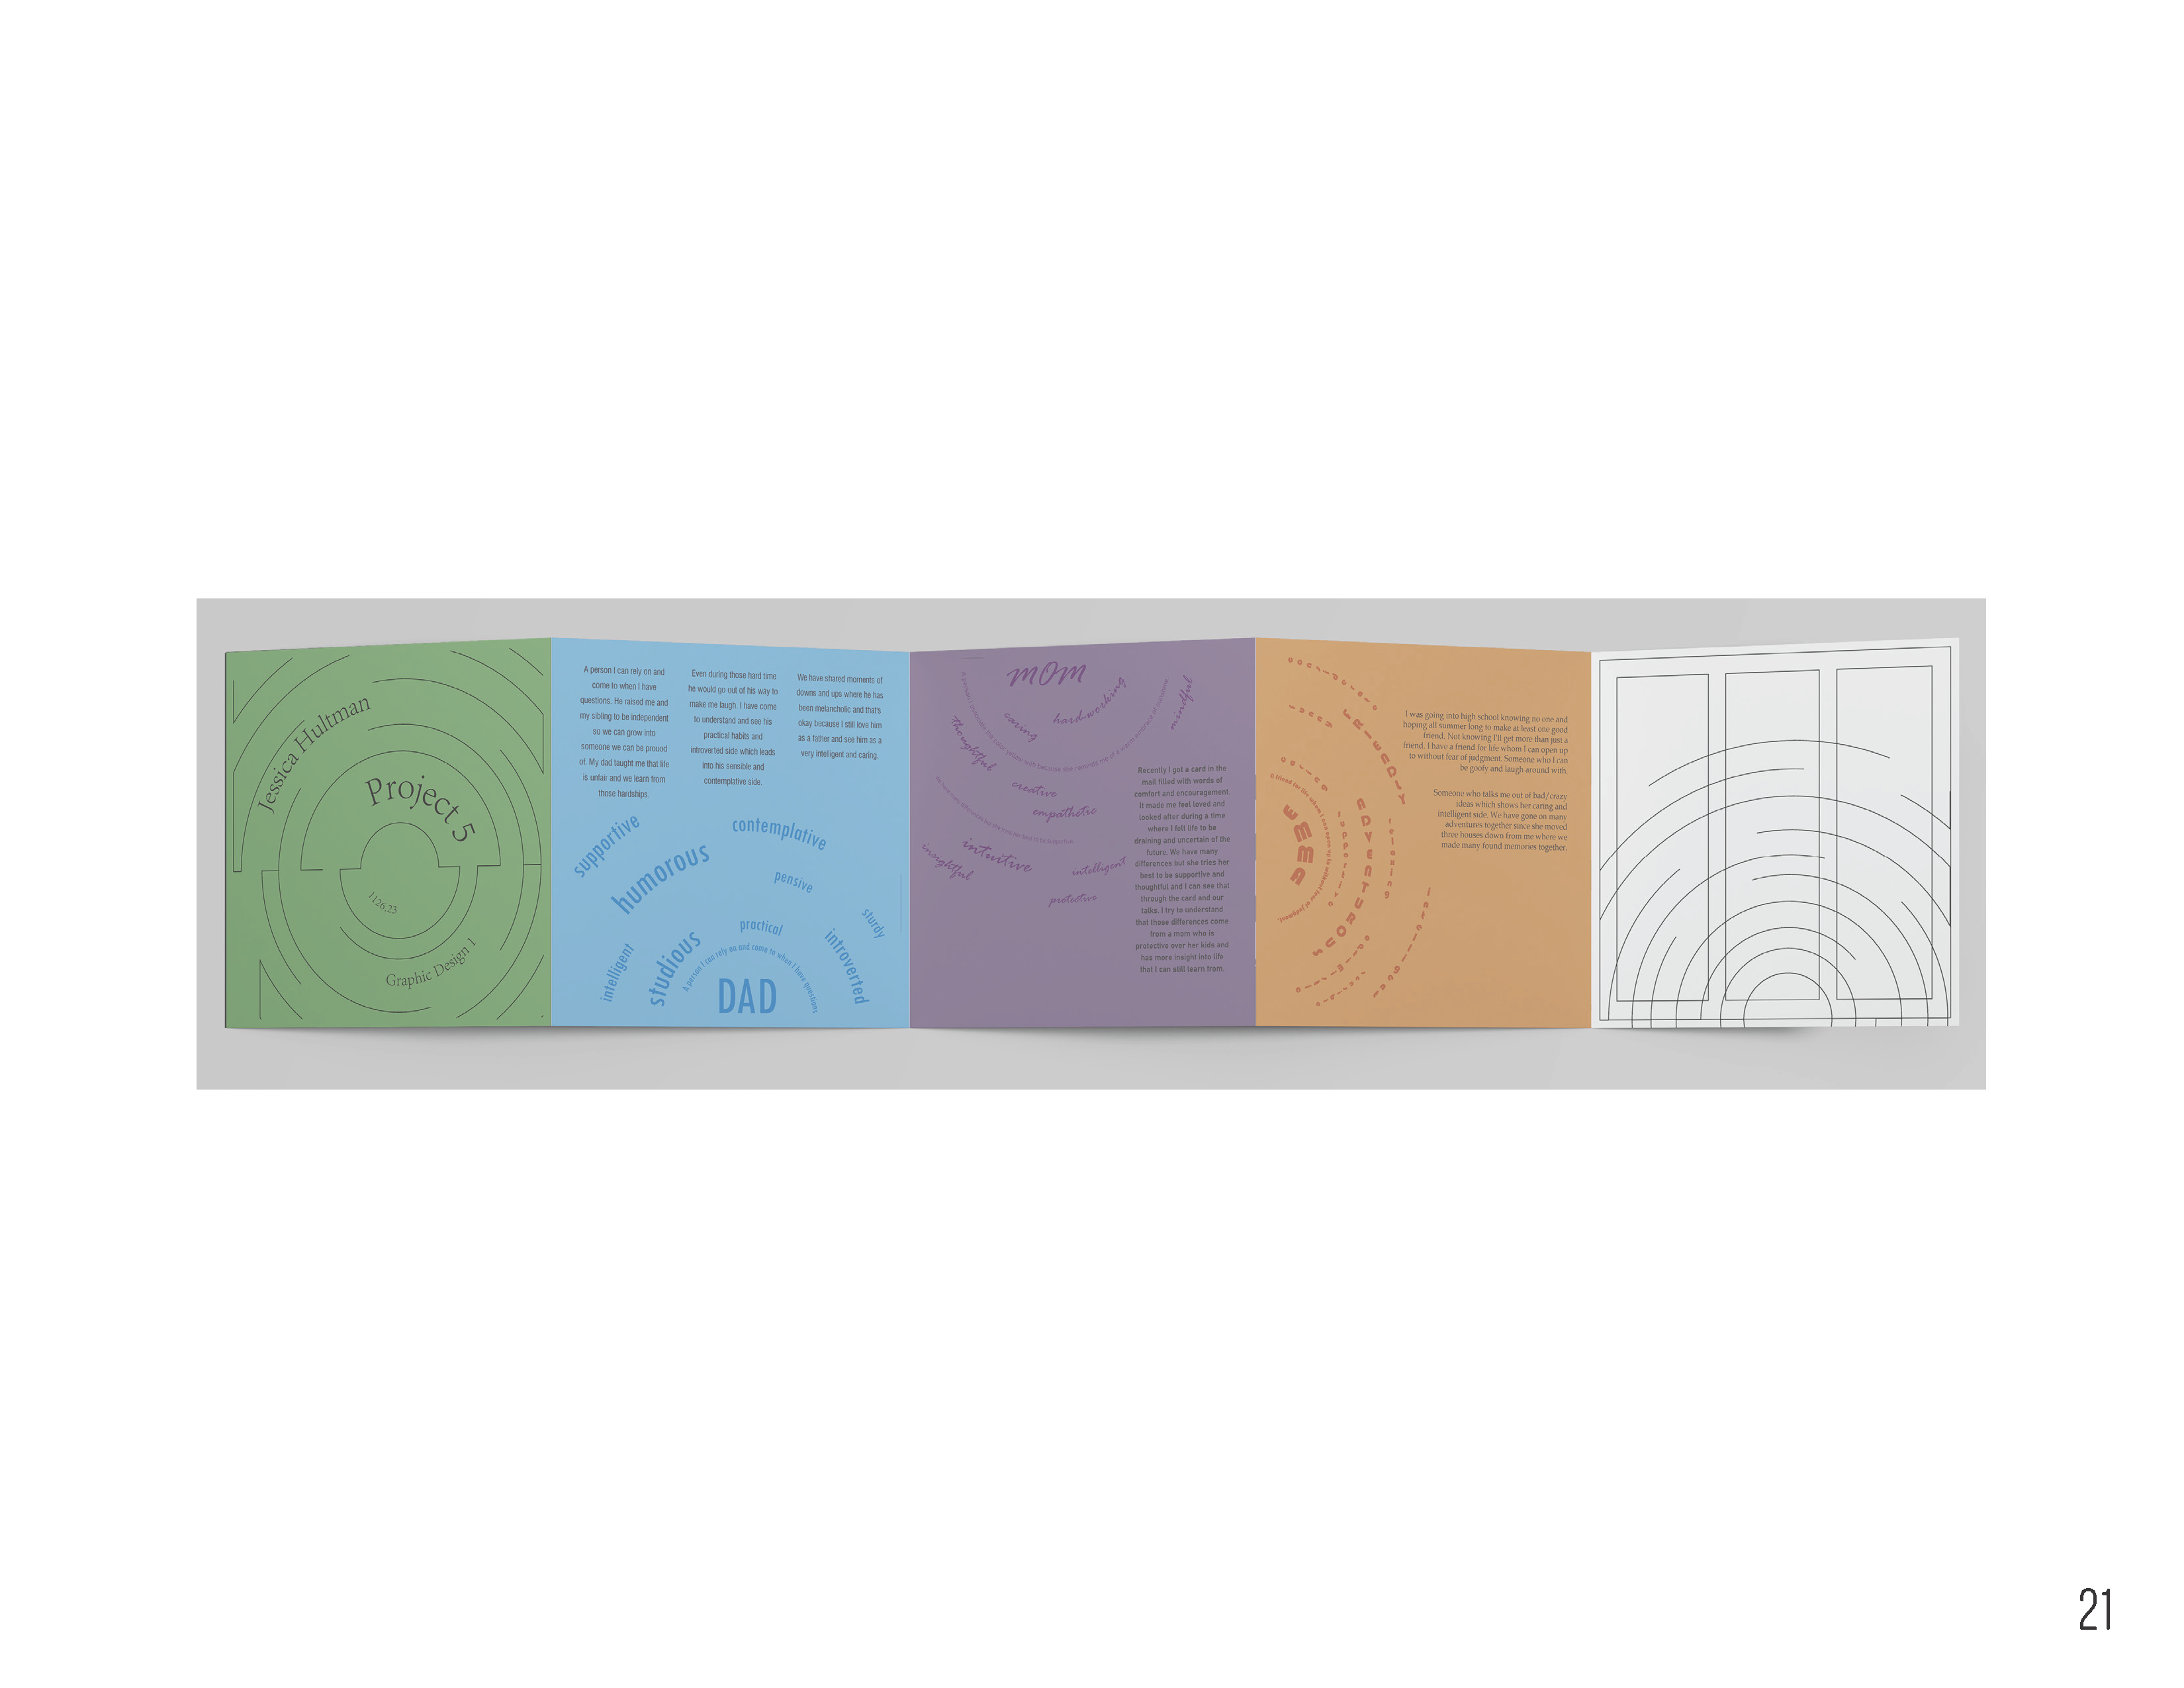 Jessica Hultman
Project 5
1126.23
Graphic Design 1
A person I can rely on and
come to when I have
questions. He raised me and
my sibling to be independent
so we can grow into
someone we can be proud
of. My dad taught me that life
is unfair and we learn from
those hardships.
Even during those hard time
he would go out of his way to
make me laugh. I have come
to understand and see his
practical habits and
introverted side which leads
into his sensible and
contemplative side.
We have shared moments of
downs and ups where he has
been melancholic and that's
okay because I still love him
as a father and see him as a
very intelligent and caring.
supportive
contemplative
humorous
pensive
practical
sturdy
introverted
intelligent
studious
A person I can rely on and come to when I have questions
DAD
MOM
hard-working
mindful
caring
thoughtful
creative
empathetic
intuitive
insightful
intelligent
protective
Recently I got a card in the
mail filled with words of
comfort and encouragement.
It made me feel loved and
looked after during a time
where I felt life to be
draining and uncertain of the
future. We have many
differences but she tries her
best to be supportive and
thoughtful and I can see that
through the card and our
talks. I try to understand
that those differences come
from a mom who is
protective over her kids and
has more insight into life
that I can still learn from.
FRIENDLY
caring
EMMA
ADVENTUROUS
I was going into high school knowing no one and
hoping all summer long to make at least one good
friend. Not knowing I'll get more than just a
friend. I have a friend for life whom I can open up
to without fear of judgment. Someone who I can
be goofy and laugh around with.
Someone who talks me out of bad/crazy
ideas which shows her caring and
intelligent side. We have gone on many
adventures together since she moved
three houses down from me where we
made many found memories together.
21